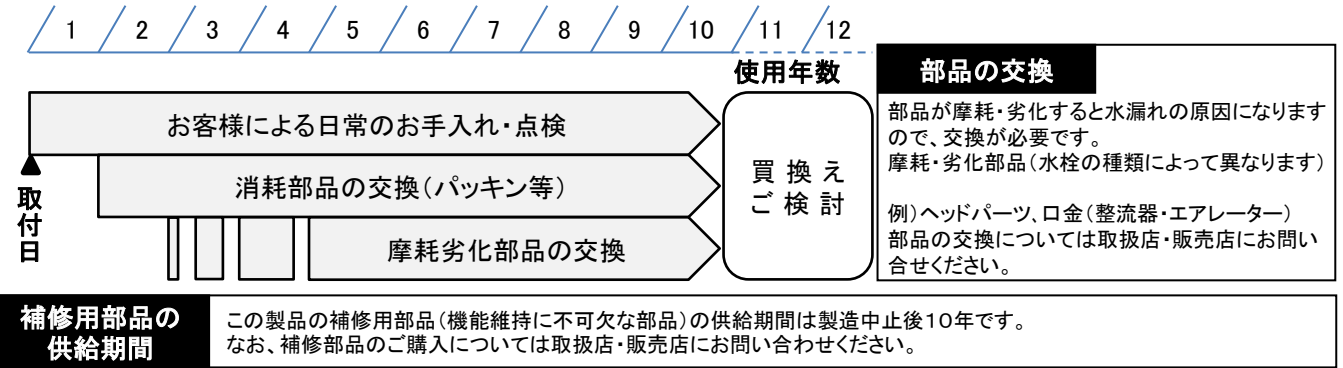 1 2 3 4 5 6 7 8 9 10 11 12
使用年数
お客様による日常のお手入れ・点検
取付日
消耗部品の交換(パッキン等)
摩耗劣化部品の交換
買換え
ご検討
部品の交換
部品が摩耗・劣化すると水漏れの原因になります
ので、交換が必要です。
摩耗・劣化部品(水栓の種類によって異なります)
例)ヘッドパーツ、口金(整流器・エアレーター)
部品の交換については取扱店・販売店にお問い
合せください。
補修用部品の
供給期間
この製品の補修用部品(機能維持に不可欠な部品)の供給期間は製造中止後10年です。
なお、補修部品のご購入については取扱店・販売店にお問い合わせください。